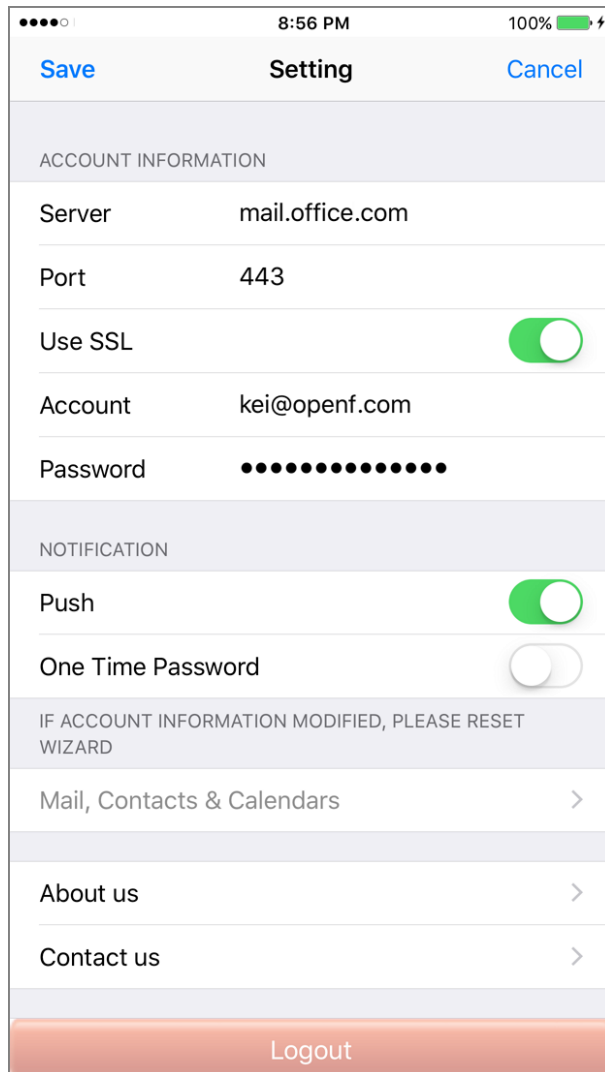 8:56 PM 100%
Save Setting Cancel
ACCOUNT INFORMATION
Server mail.office.com
Port 443
Use SSL
Account kei@openf.com
Password ••••••••••••••
NOTIFICATION
Push
One Time Password
IF ACCOUNT INFORMATION MODIFIED, PLEASE RESET
WIZARD
Mail, Contacts & Calendars
About us
Contact us
Logout